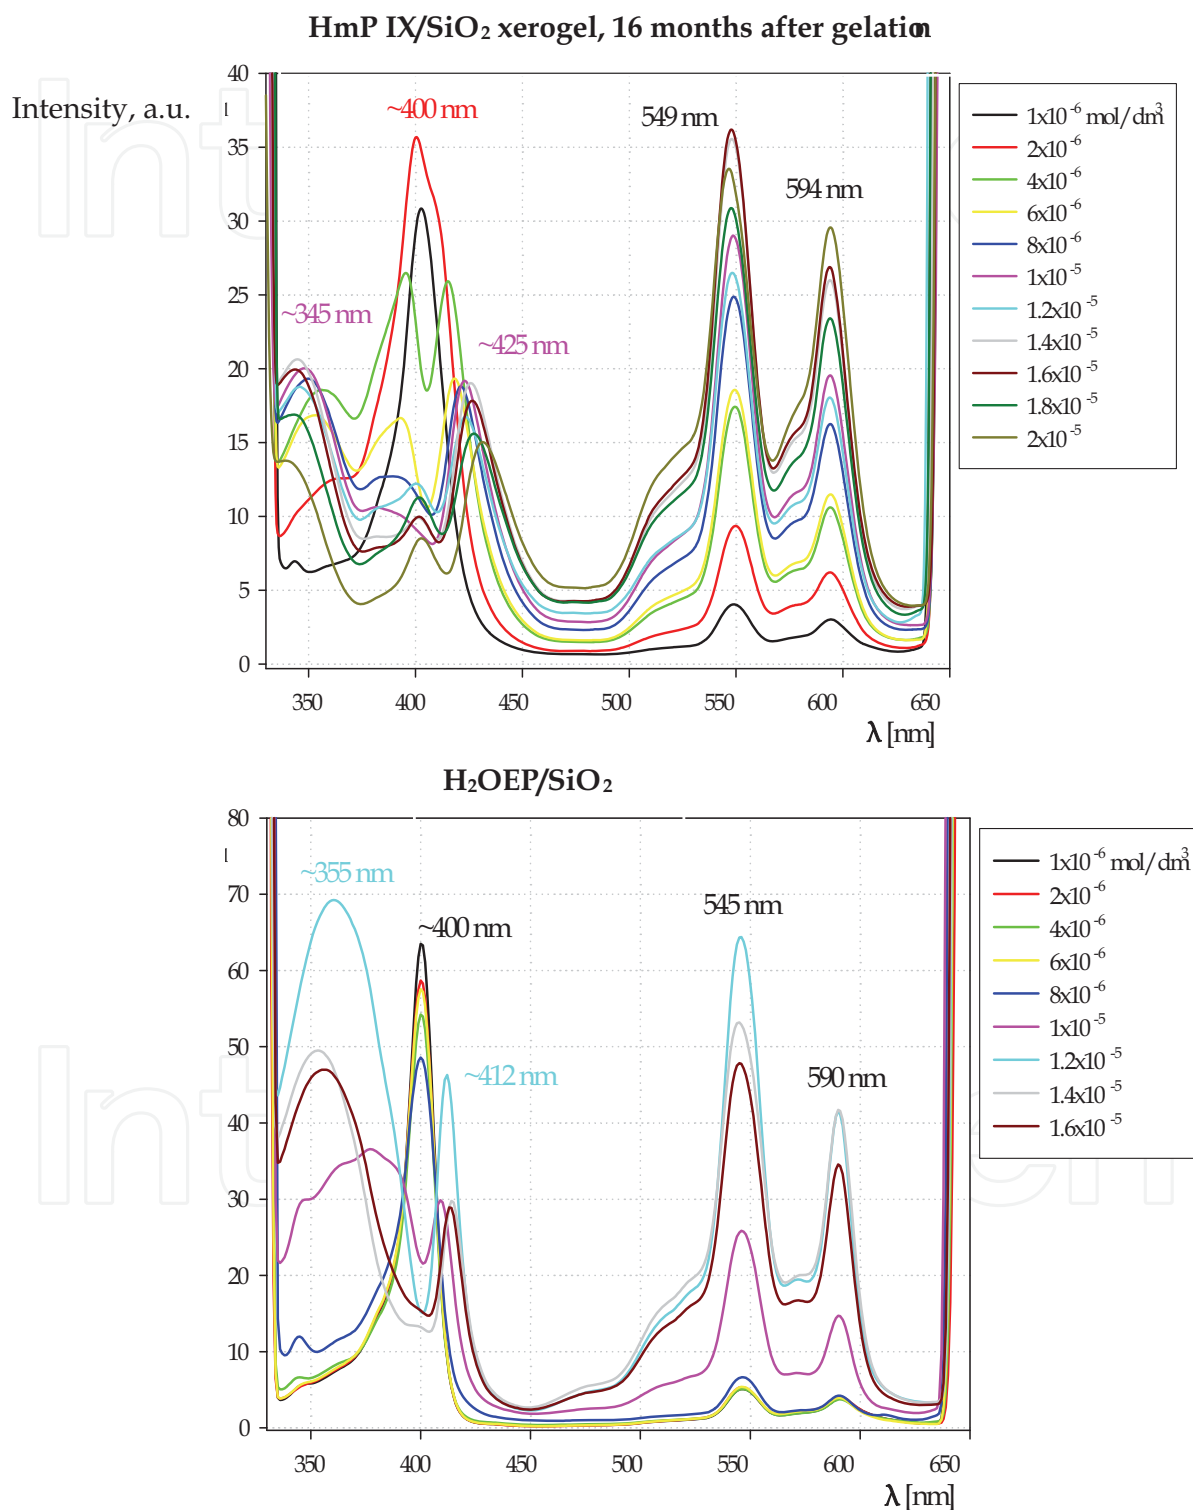 HmP IX/SiO₂ xerogel, 16 months after gelation
Intensity, a.u.
40
35
30
25
20
15
10
5
0
~400 nm
549 nm
594 nm
~345 nm
~425 nm
350 400 450 500 550 600 650
λ [nm]
1x10⁻⁶ mol/dm³
2x10⁻⁶
4x10⁻⁶
6x10⁻⁶
8x10⁻⁶
1x10⁻⁵
1.2x10⁻⁵
1.4x10⁻⁵
1.6x10⁻⁵
1.8x10⁻⁵
2x10⁻⁵
H₂OEP/SiO₂
80
70
60
50
40
30
20
10
0
~355 nm
~400 nm
545 nm
~412 nm
590 nm
350 400 450 500 550 600 650
λ [nm]
1x10⁻⁶ mol/dm³
2x10⁻⁶
4x10⁻⁶
6x10⁻⁶
8x10⁻⁶
1x10⁻⁵
1.2x10⁻⁵
1.4x10⁻⁵
1.6x10⁻⁵